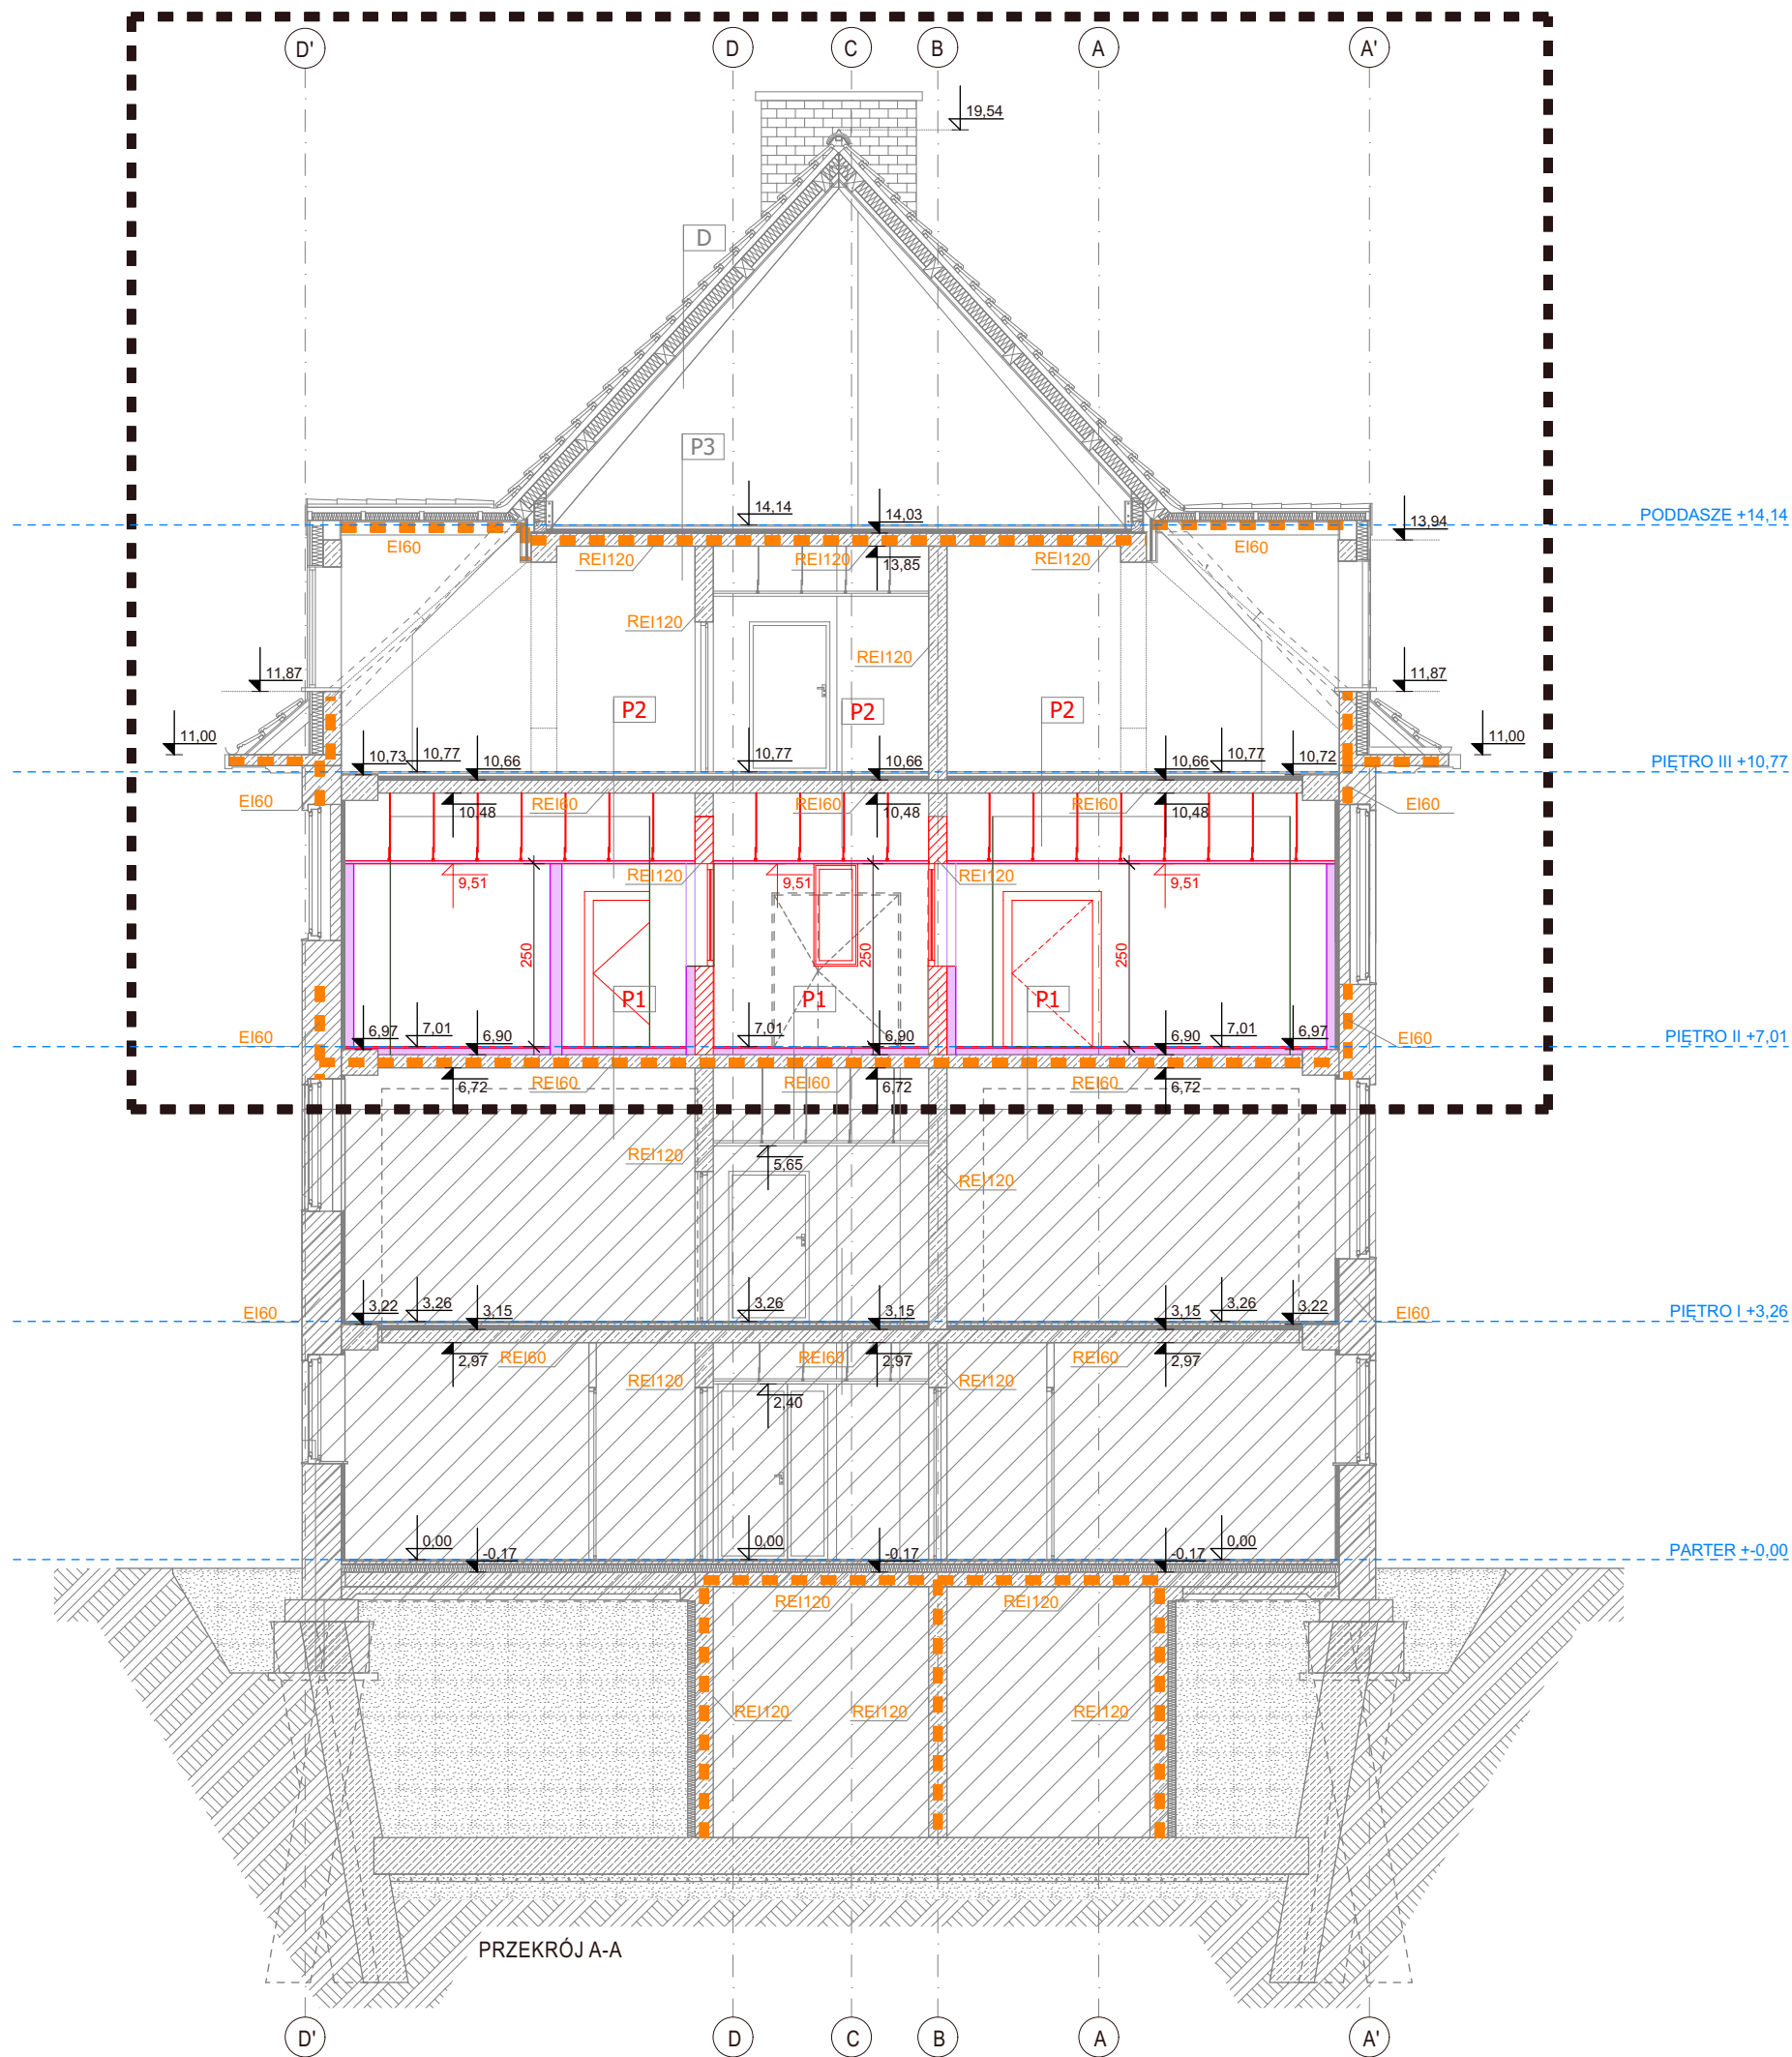 D' D C B A A'
19,54
D
P3
14,14 14,03 13,94 PODDASZE +14,14
EI60 REI120 REI120 REI120 EI60
13,85
REI120
REI120
11,87 11,87
P2 P2 P2
11,00 11,00
10,73 10,77 10,66 10,77 10,66 10,66 10,77 10,72 PIĘTRO III +10,77
EI60 REI60 REI60 REI60 EI60
10,48 10,48 10,48
9,51 REI120 9,51 REI120 9,51
250 250 250
P1 P1 P1
6,97 7,01 6,90 7,01 6,90 6,90 7,01 6,97 PIĘTRO II +7,01
EI60 EI60
6,72 REI60 REI60 6,72 REI60 6,72
REI120 5,65
REI120
3,22 3,26 3,15 3,26 3,15 3,15 3,26 3,22 PIĘTRO I +3,26
EI60 EI60
2,97 REI60 REI60 2,97 REI60 2,97
REI120 REI120
2,40
0,00 -0,17 0,00 -0,17 -0,17 0,00 PARTER +-0,00
REI120 REI120
REI120 REI120 REI120
PRZEKRÓJ A-A
D' D C B A A'